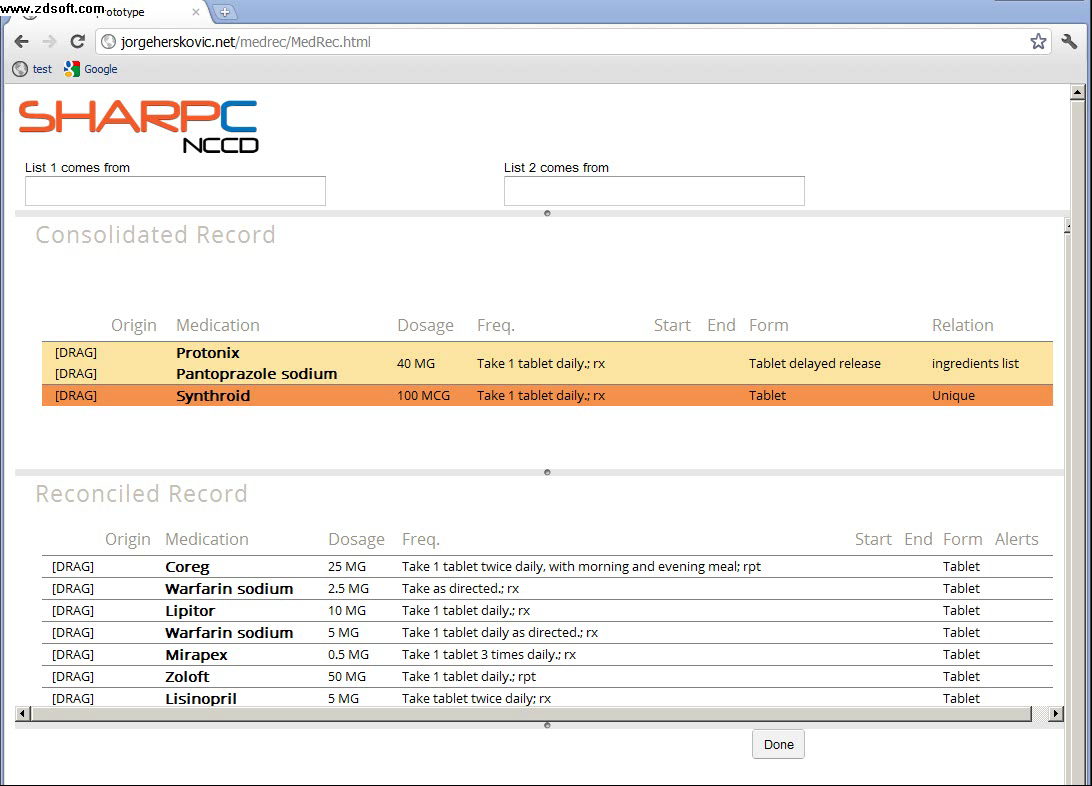 www.zdsoft.com ototype
jorgeherskovic.net/medrec/MedRec.html
test Google
SHARPC
NCCD
List 1 comes from List 2 comes from
Consolidated Record
Origin Medication Dosage Freq. Start End Form Relation
[DRAG] Protonix
40 MG Take 1 tablet daily.; rx Tablet delayed release ingredients list
[DRAG] Pantoprazole sodium
[DRAG] Synthroid 100 MCG Take 1 tablet daily.; rx Tablet Unique
Reconciled Record
Origin Medication Dosage Freq. Start End Form Alerts
[DRAG] Coreg 25 MG Take 1 tablet twice daily, with morning and evening meal; rpt Tablet
[DRAG] Warfarin sodium 2.5 MG Take as directed.; rx Tablet
[DRAG] Lipitor 10 MG Take 1 tablet daily.; rx Tablet
[DRAG] Warfarin sodium 5 MG Take 1 tablet daily as directed.; rx Tablet
[DRAG] Mirapex 0.5 MG Take 1 tablet 3 times daily.; rx Tablet
[DRAG] Zoloft 50 MG Take 1 tablet daily.; rpt Tablet
[DRAG] Lisinopril 5 MG Take tablet twice daily; rx Tablet
Done